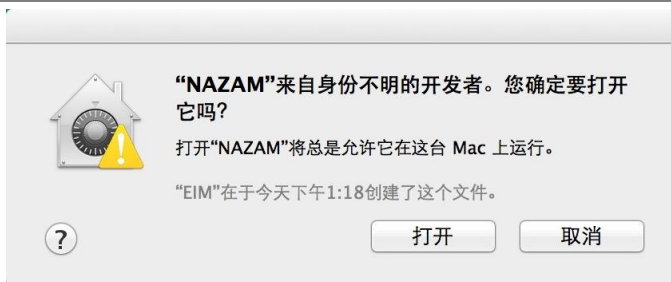 “NAZAM”来自身份不明的开发者。您确定要打开
它吗?
打开“NAZAM”将总是允许它在这台 Mac 上运行。
“EIM”在于今天下午1:18创建了这个文件。
?
打开
取消